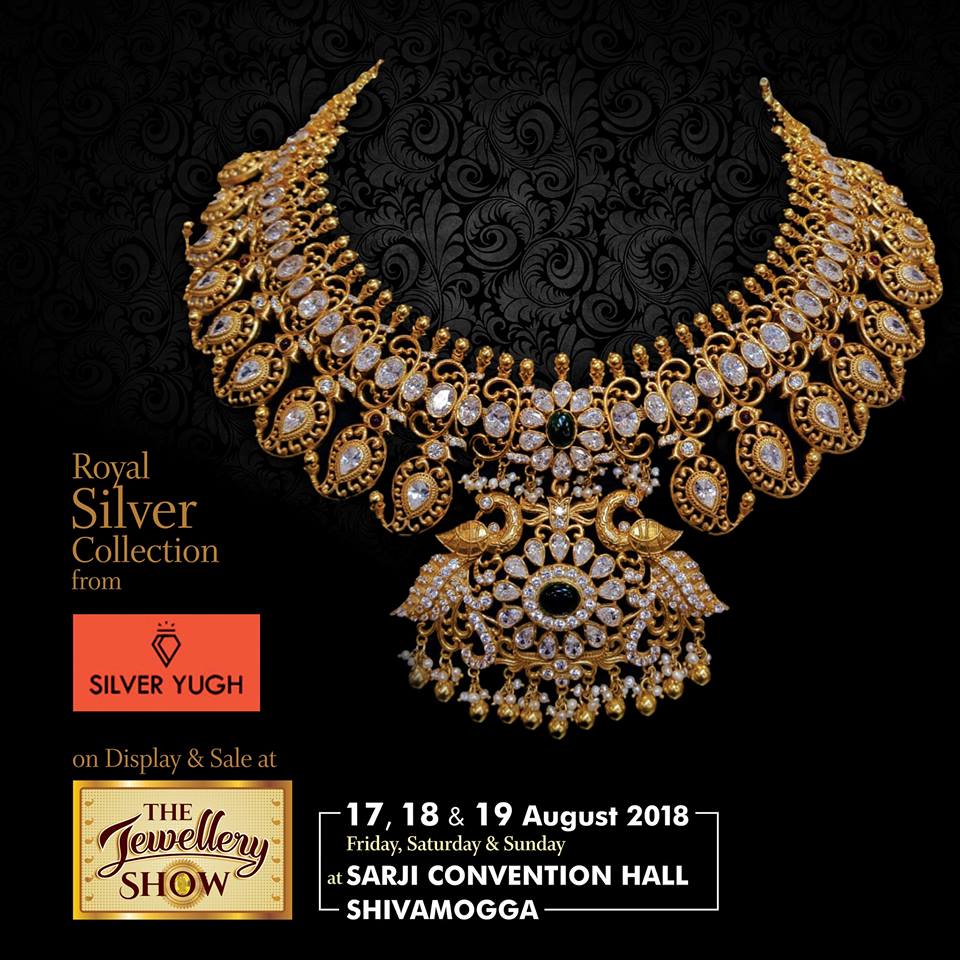 Royal
Silver
Collection
from
SILVER YUGH
on Display & Sale at
THE
Jewellery
SHOW
17, 18 & 19 August 2018
Friday, Saturday & Sunday
at SARJI CONVENTION HALL
SHIVAMOGGA